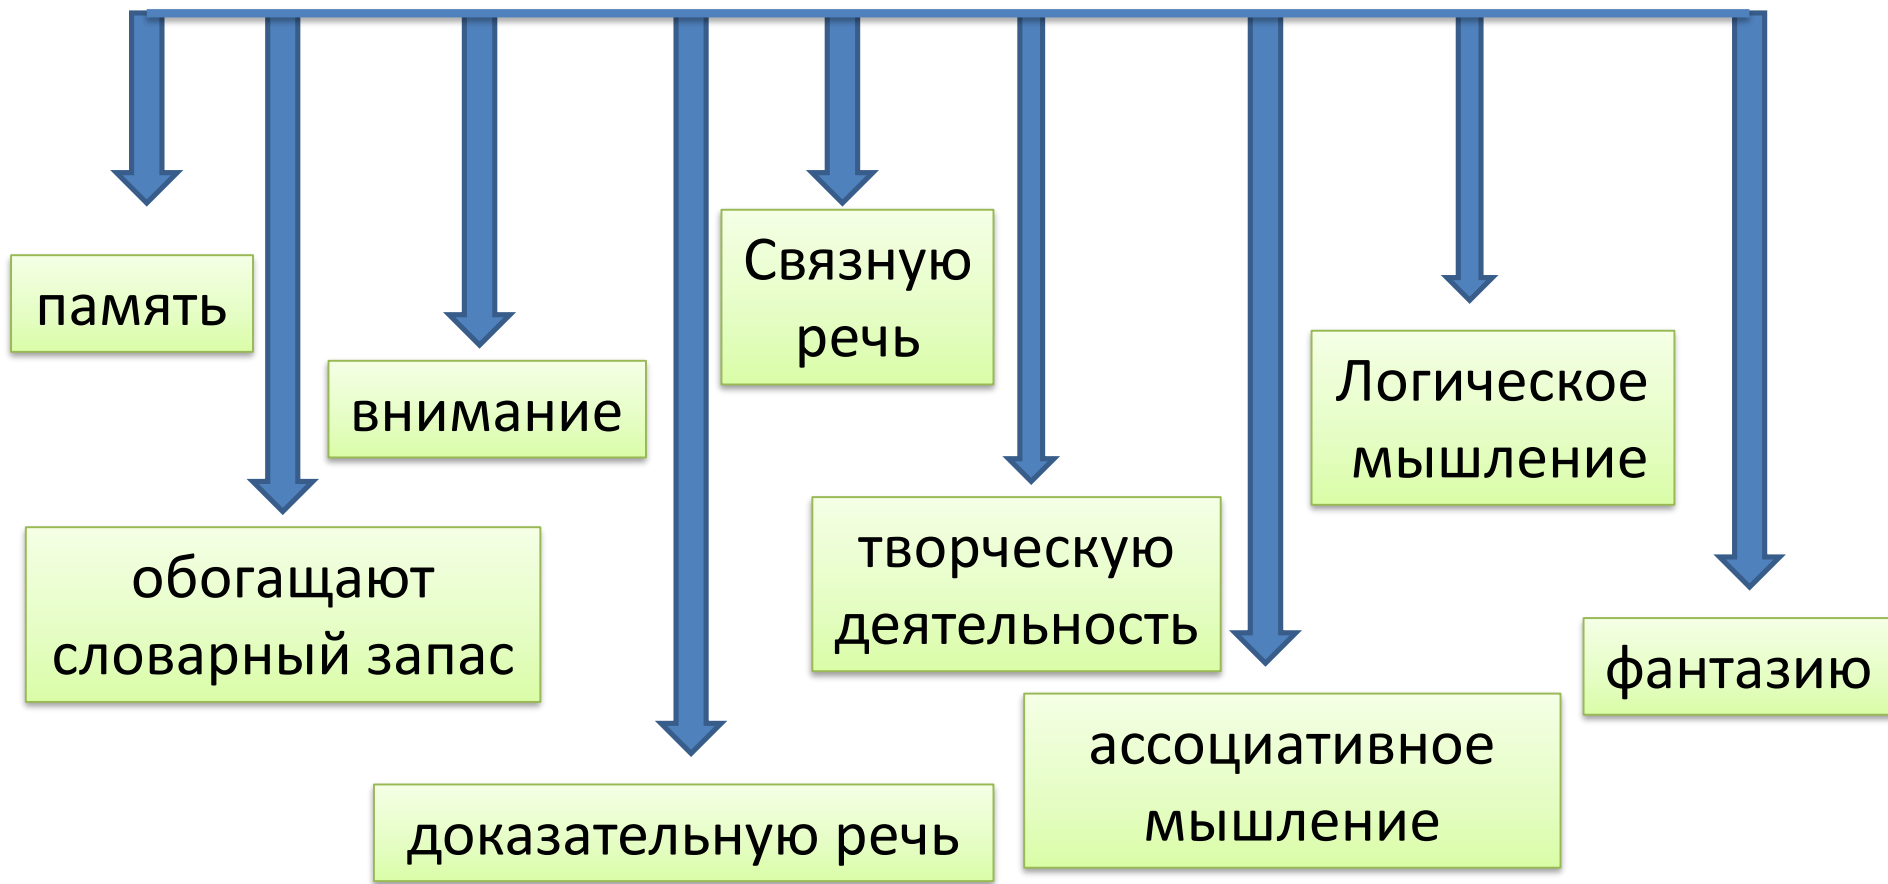 память
обогащают
словарный запас
внимание
доказательную речь
Связную
речь
творческую
деятельность
ассоциативное
мышление
Логическое
мышление
фантазию